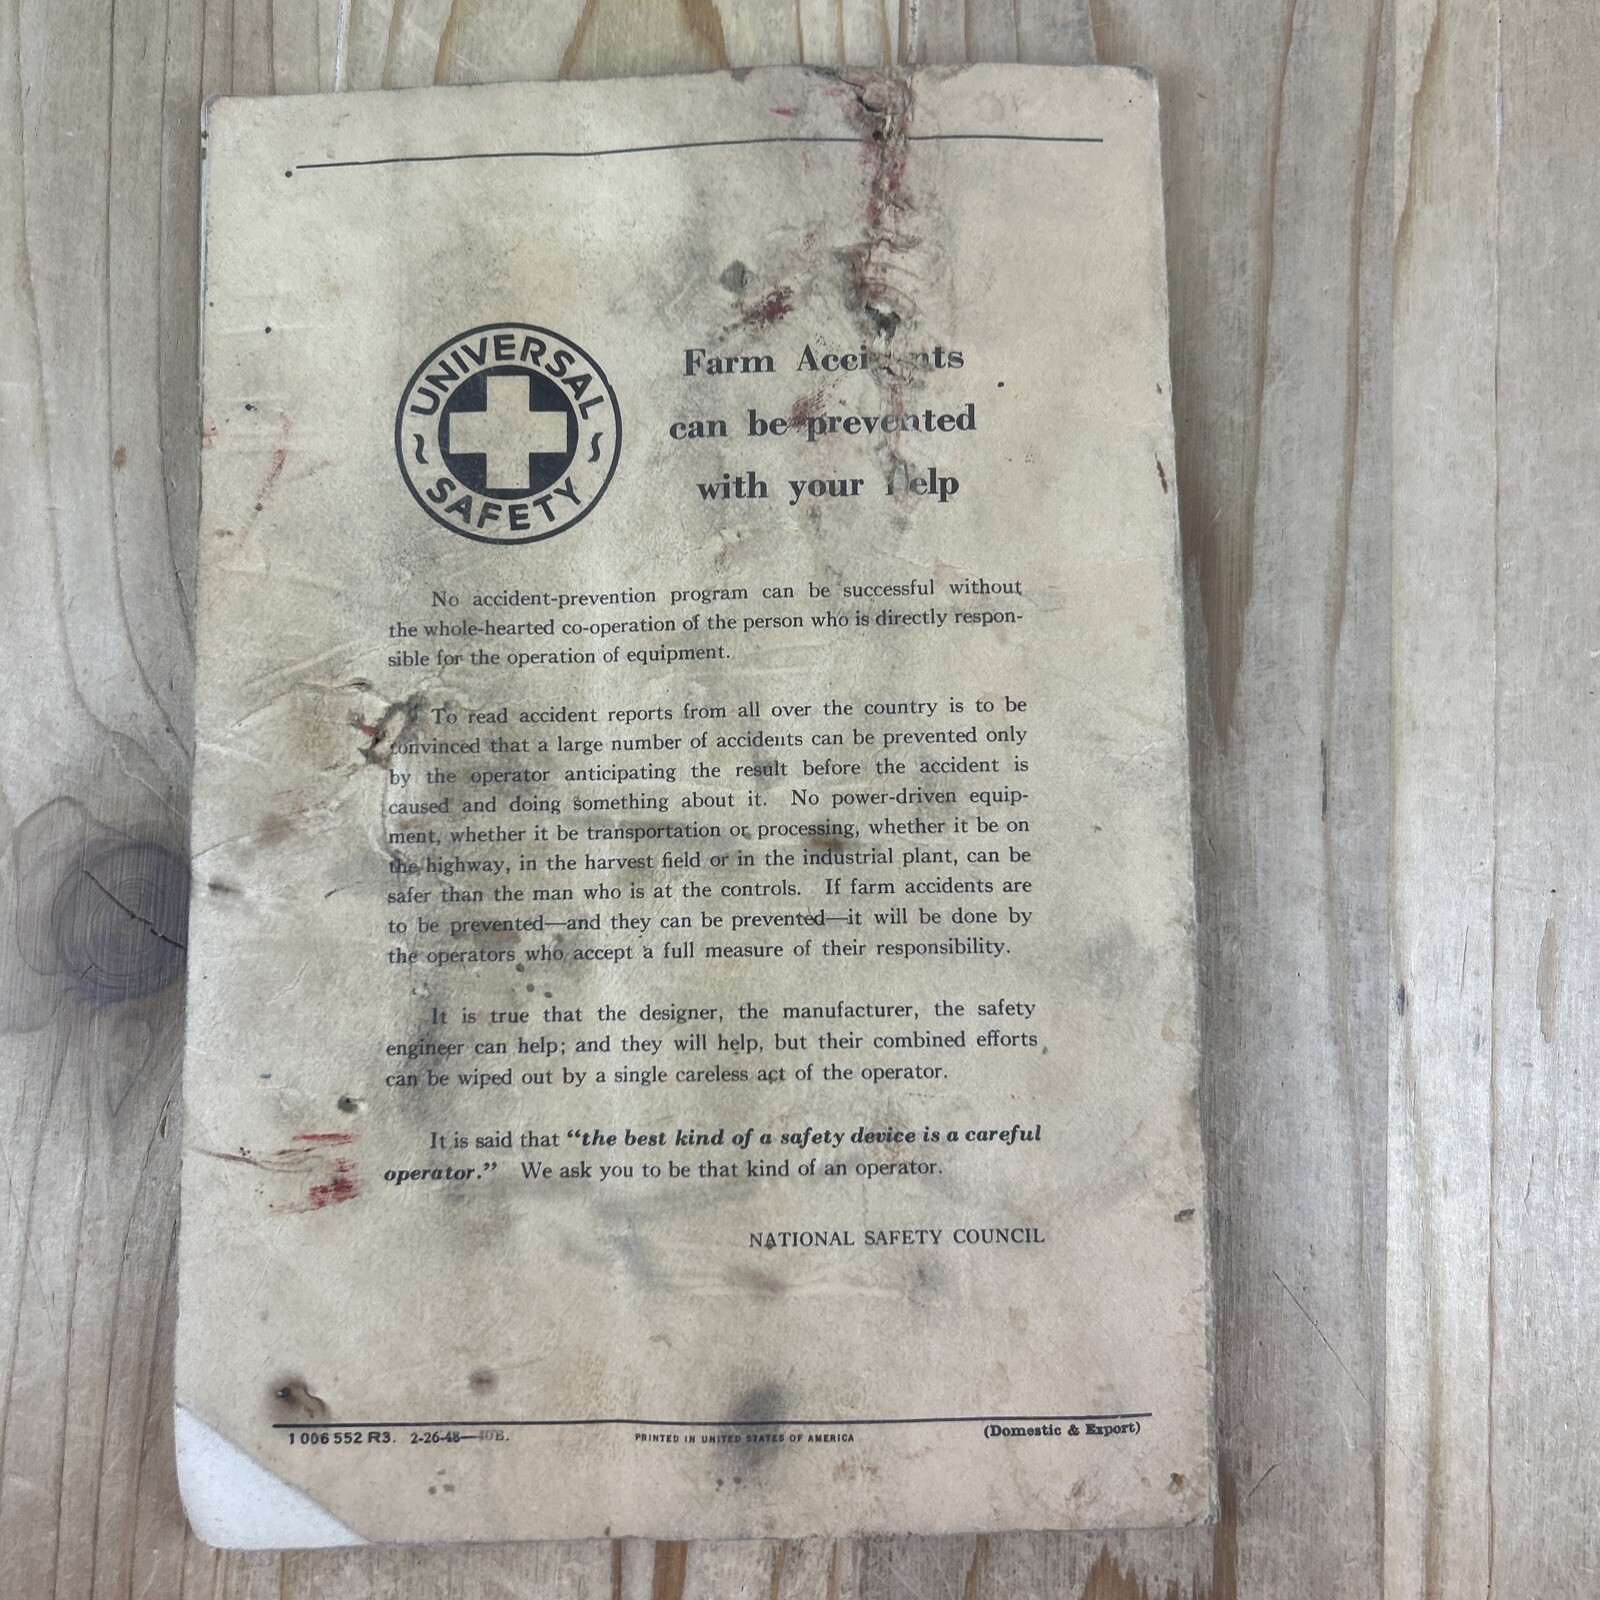 UNIVERSAL
SAFETY
Farm Accidents
can be prevented
with your help
No accident-prevention program can be successful without
the whole-hearted co-operation of the person who is directly respon-
sible for the operation of equipment.
To read accident reports from all over the country is to be
convinced that a large number of accidents can be prevented only
by the operator anticipating the result before the accident is
caused and doing something about it. No power-driven equip-
ment, whether it be transportation or processing, whether it be on
the highway, in the harvest field or in the industrial plant, can be
safer than the man who is at the controls. If farm accidents are
to be prevented—and they can be prevented—it will be done by
the operators who accept a full measure of their responsibility.
It is true that the designer, the manufacturer, the safety
engineer can help; and they will help, but their combined efforts
can be wiped out by a single careless act of the operator.
It is said that “the best kind of a safety device is a careful
operator.” We ask you to be that kind of an operator.
NATIONAL SAFETY COUNCIL
1 006 552 R3. 2-26-48—
PRINTED IN UNITED STATES OF AMERICA
(Domestic & Export)